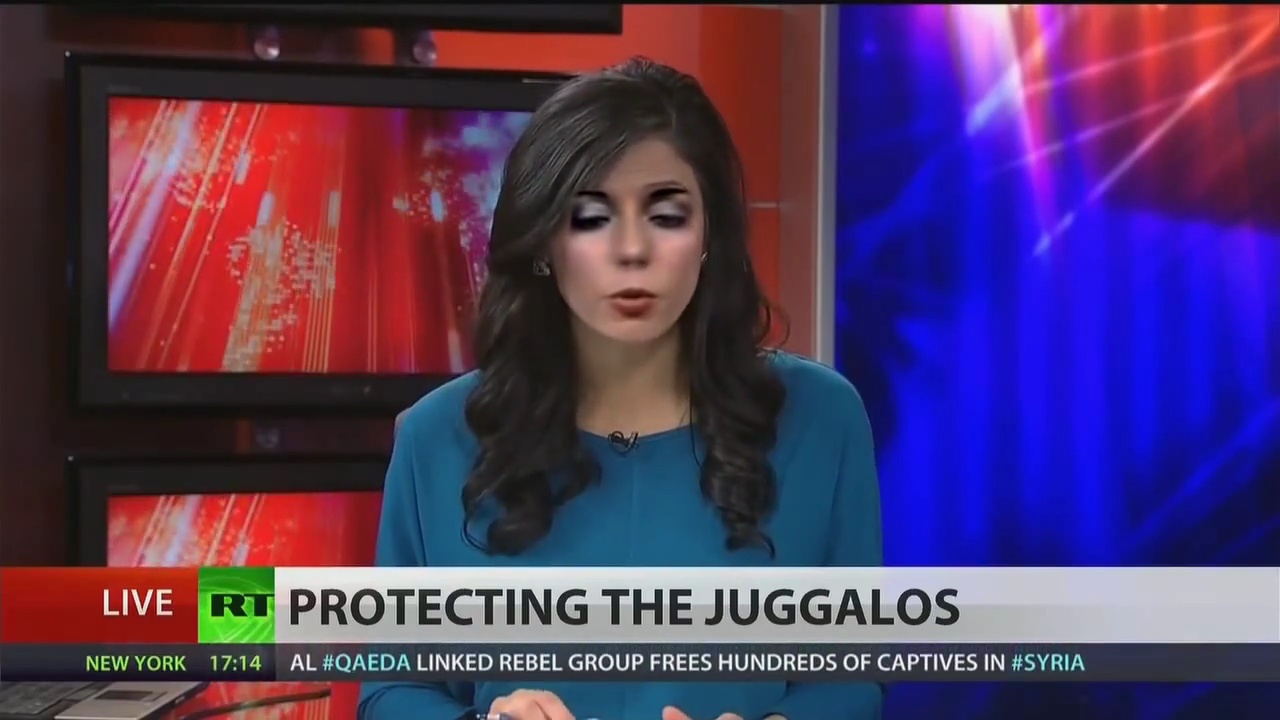 LIVE RT PROTECTING THE JUGGALOS
NEW YORK 17:14 AL #QAEDA LINKED REBEL GROUP FREES HUNDREDS OF CAPTIVES IN #SYRIA